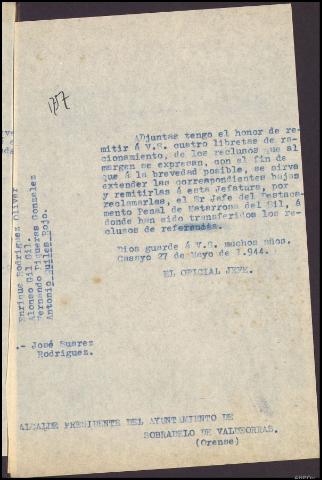 187
Adjuntas tengo el honor de re-
mitir á V.S. cuatro libretas de ra-
cionamiento, de los reclusos que al
margen se expresan, con el fin de
que á la brevedad posible, se sirva
extender las correspondientes bajas
y remitirlas á esta Jefatura, por
reclamarlas, el Sr Jefe del Destaca-
mento Penal de Matarrosa del Sil, á
donde han sido transferidos los re-
clusos de referencia.
Dios guarde á V.S. muchos años.
Casayo 27 de Mayo de 1.944.
EL OFICIAL JEFE.
Enrique Rodriguez Oliver
Alonso Gil Gil.
Fernando Figueras Gonzalez
Antonio Rojo.
.- José Suarez
Rodriguez.
ALCALDE PRESIDENTE DEL AYUNTAMIENTO DE
SOBRADELO DE VALDEORRAS.
(Orense)